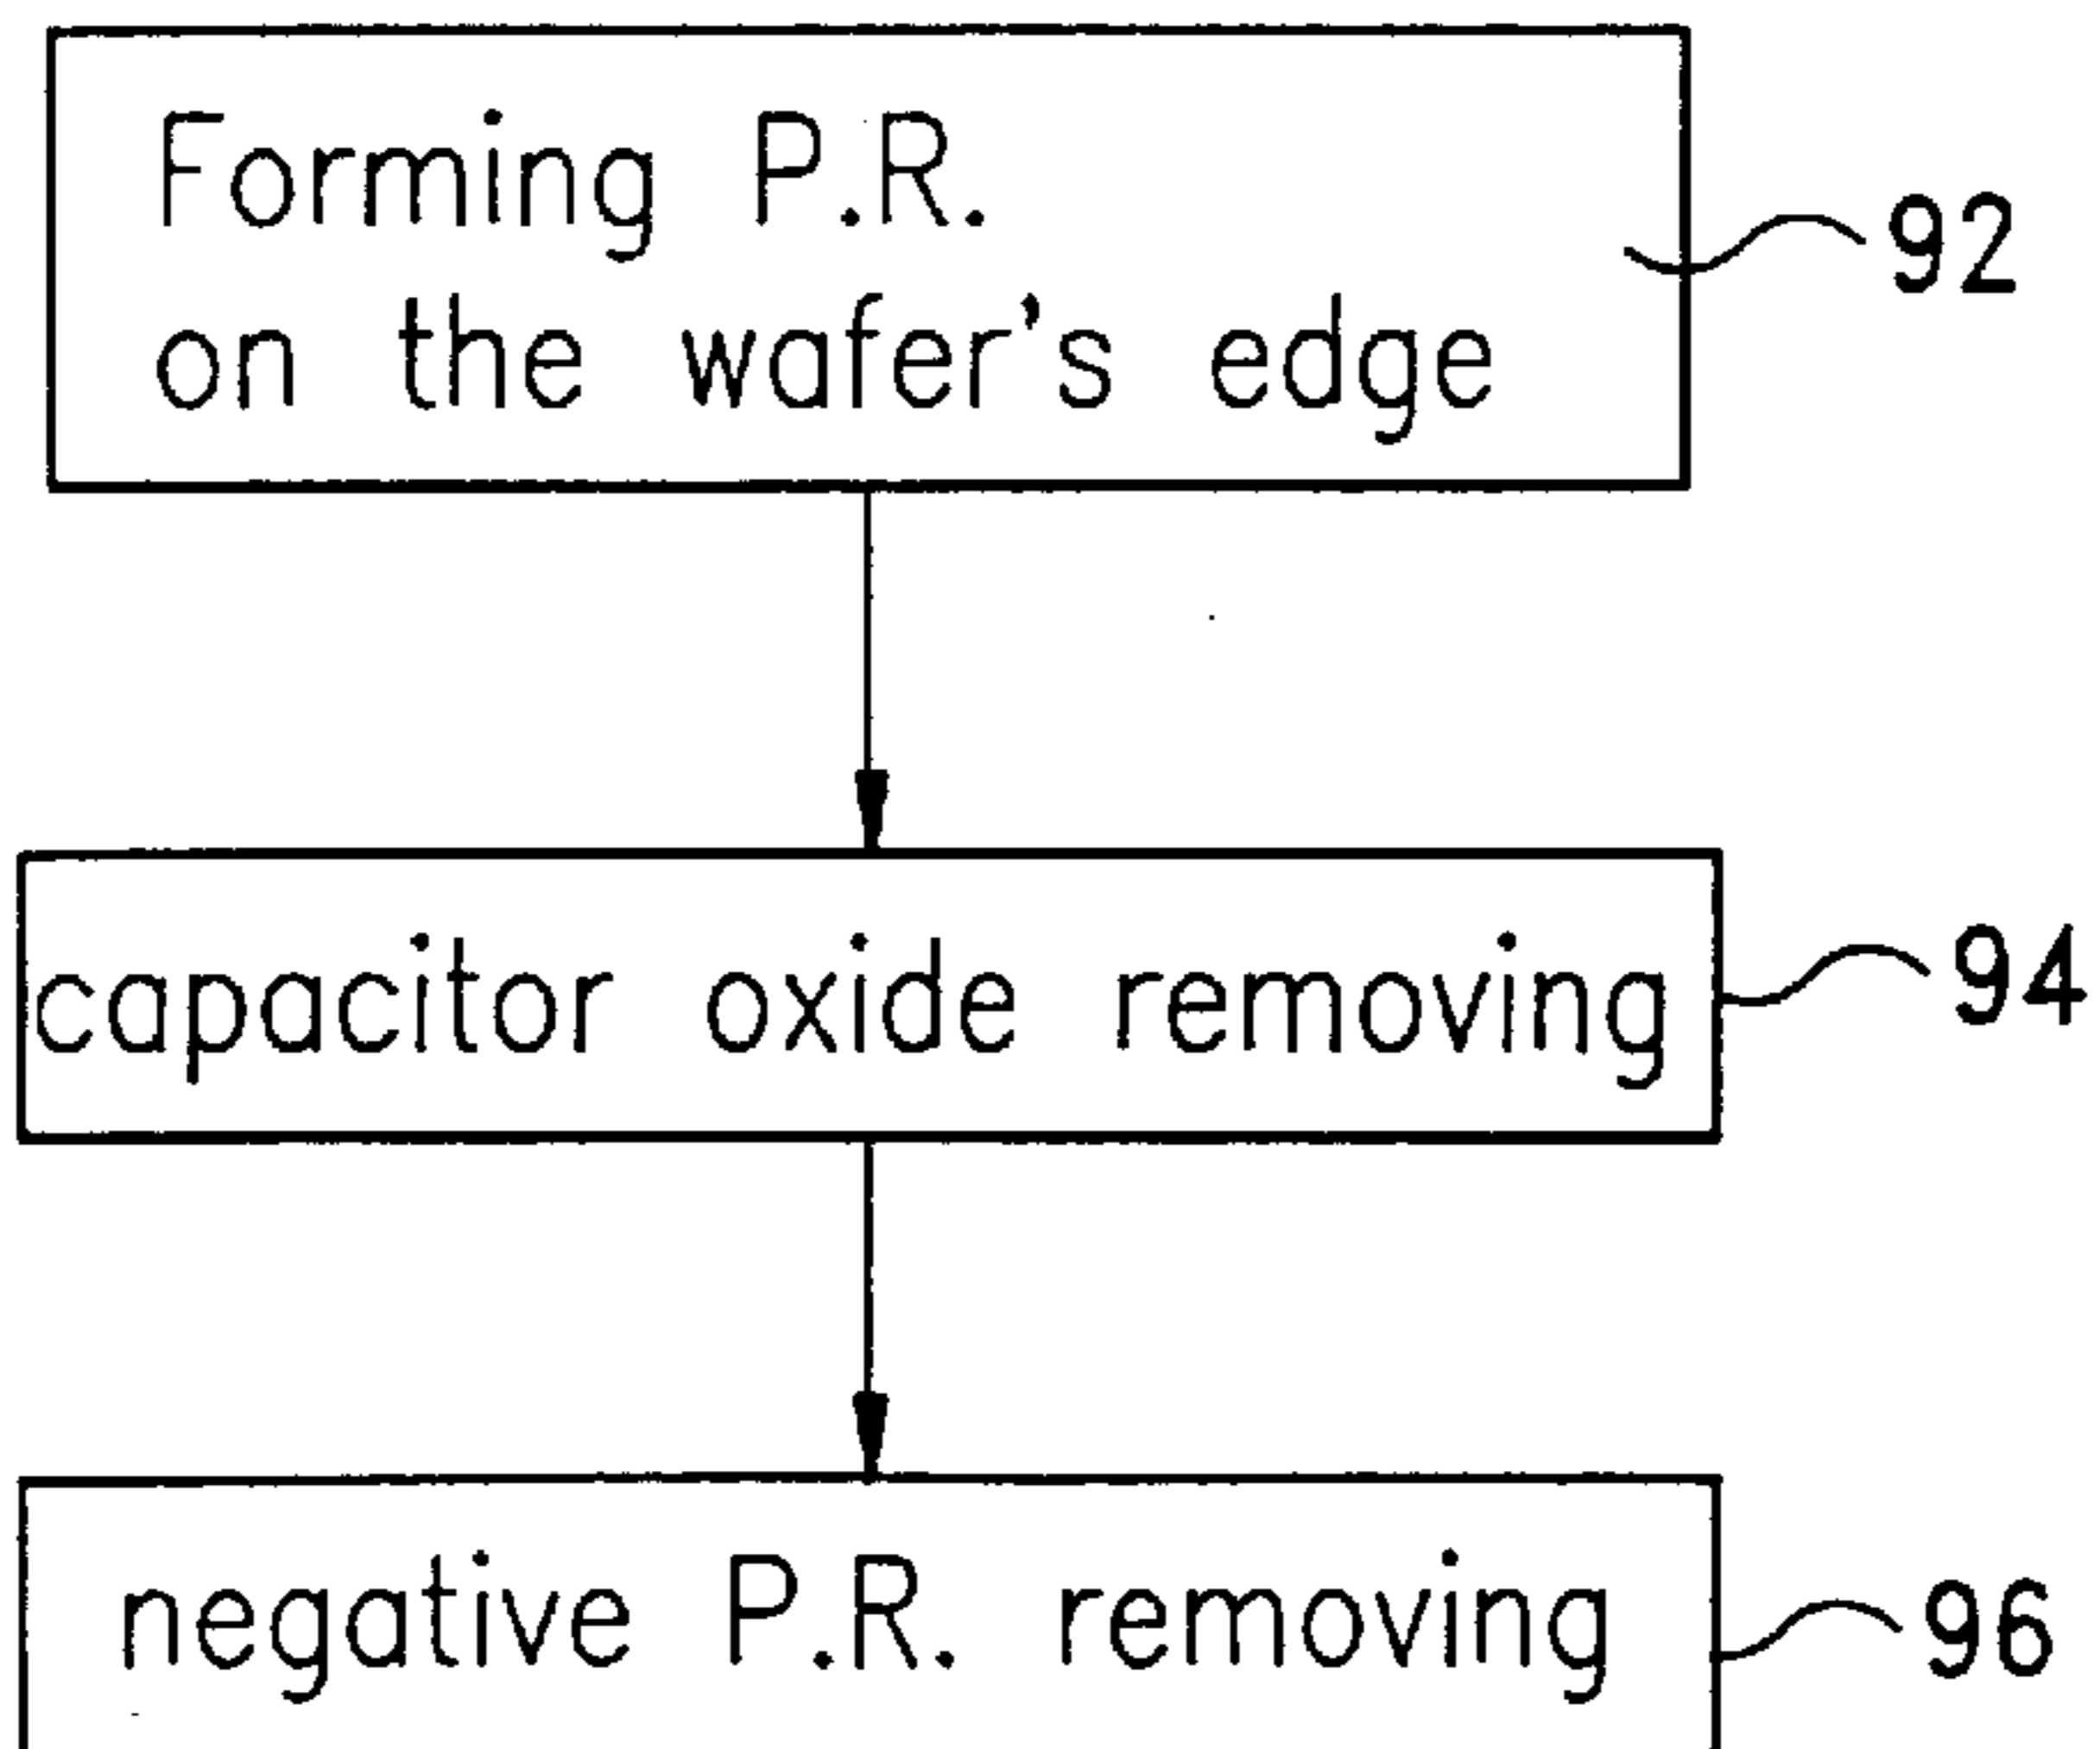 Forming P.R.
on the wafer's edge
92
capacitor oxide removing
94
negative P.R. removing
96